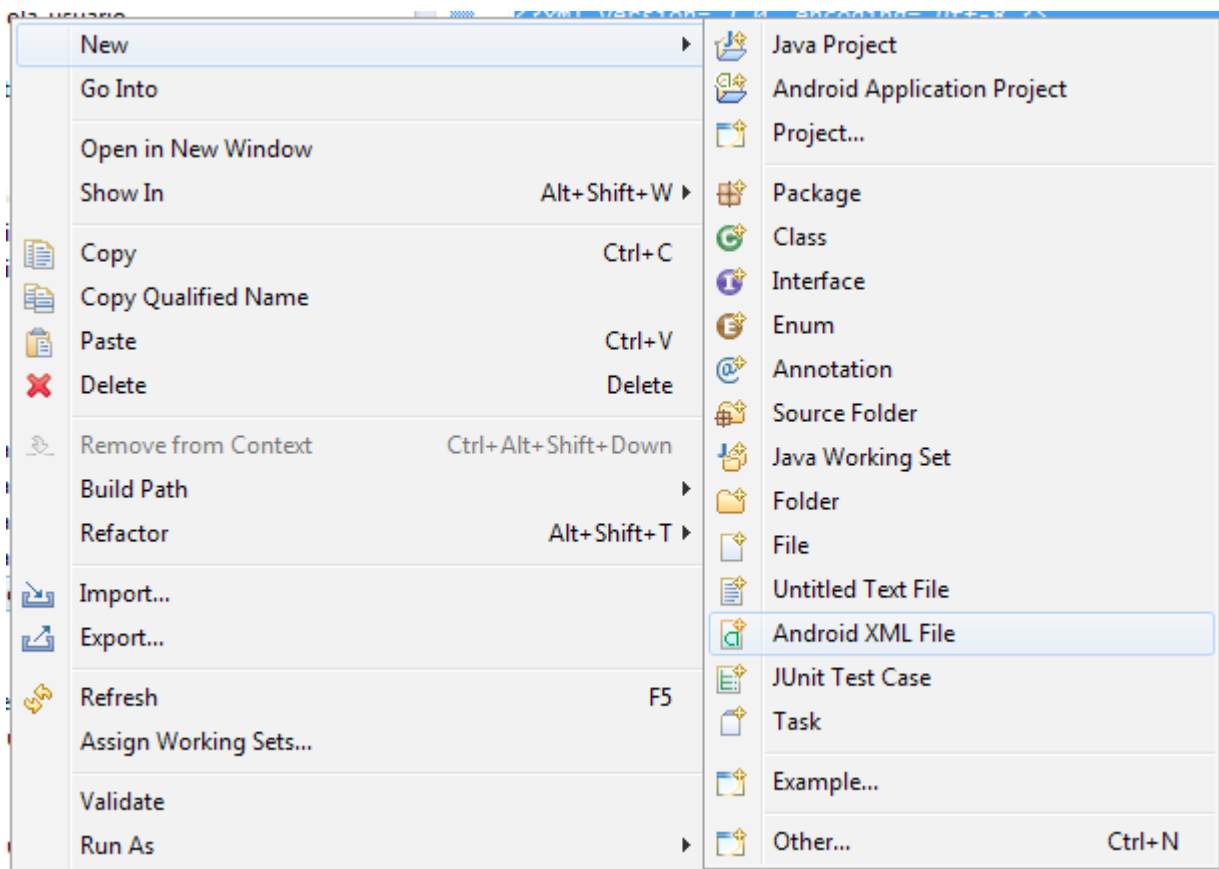 New
Go Into
Open in New Window
Show In Alt+Shift+W
Copy Ctrl+C
Copy Qualified Name
Paste Ctrl+V
Delete Delete
Remove from Context Ctrl+Alt+Shift+Down
Build Path
Refactor Alt+Shift+T
Import...
Export...
Refresh F5
Assign Working Sets...
Validate
Run As
Java Project
Android Application Project
Project...
Package
Class
Interface
Enum
Annotation
Source Folder
Java Working Set
Folder
File
Untitled Text File
Android XML File
JUnit Test Case
Task
Example...
Other... Ctrl+N